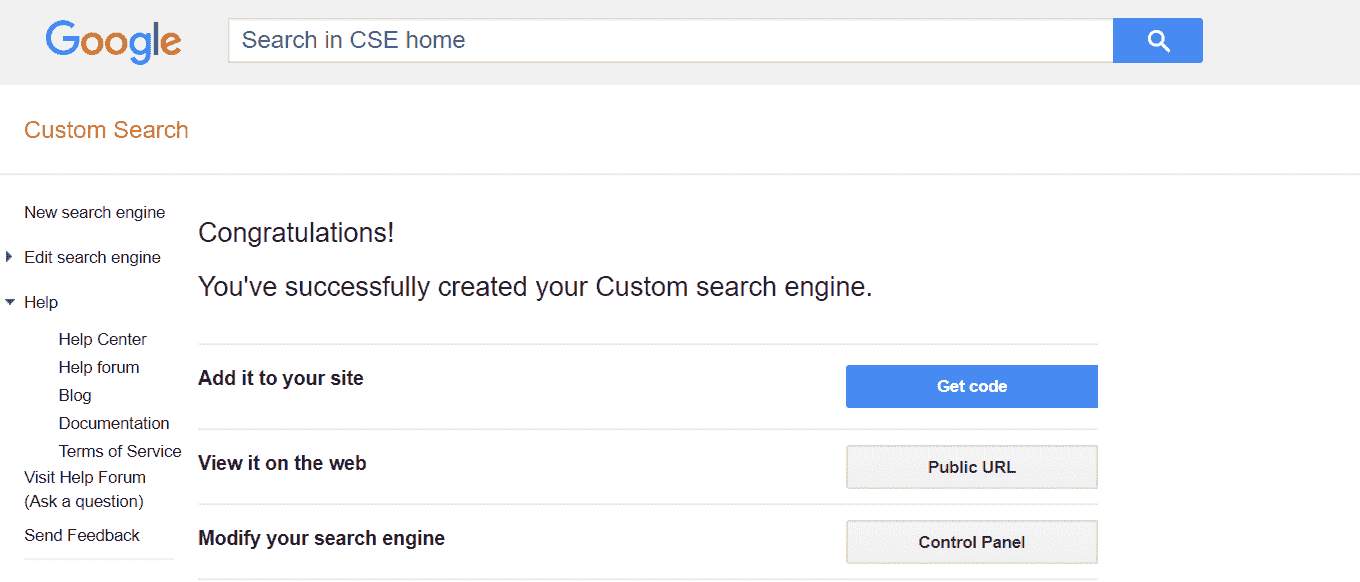 Google
Search in CSE home
Custom Search
New search engine
Edit search engine
Help
Help Center
Help forum
Blog
Documentation
Terms of Service
Visit Help Forum
(Ask a question)
Send Feedback
Congratulations!
You've successfully created your Custom search engine.
Add it to your site
Get code
View it on the web
Public URL
Modify your search engine
Control Panel